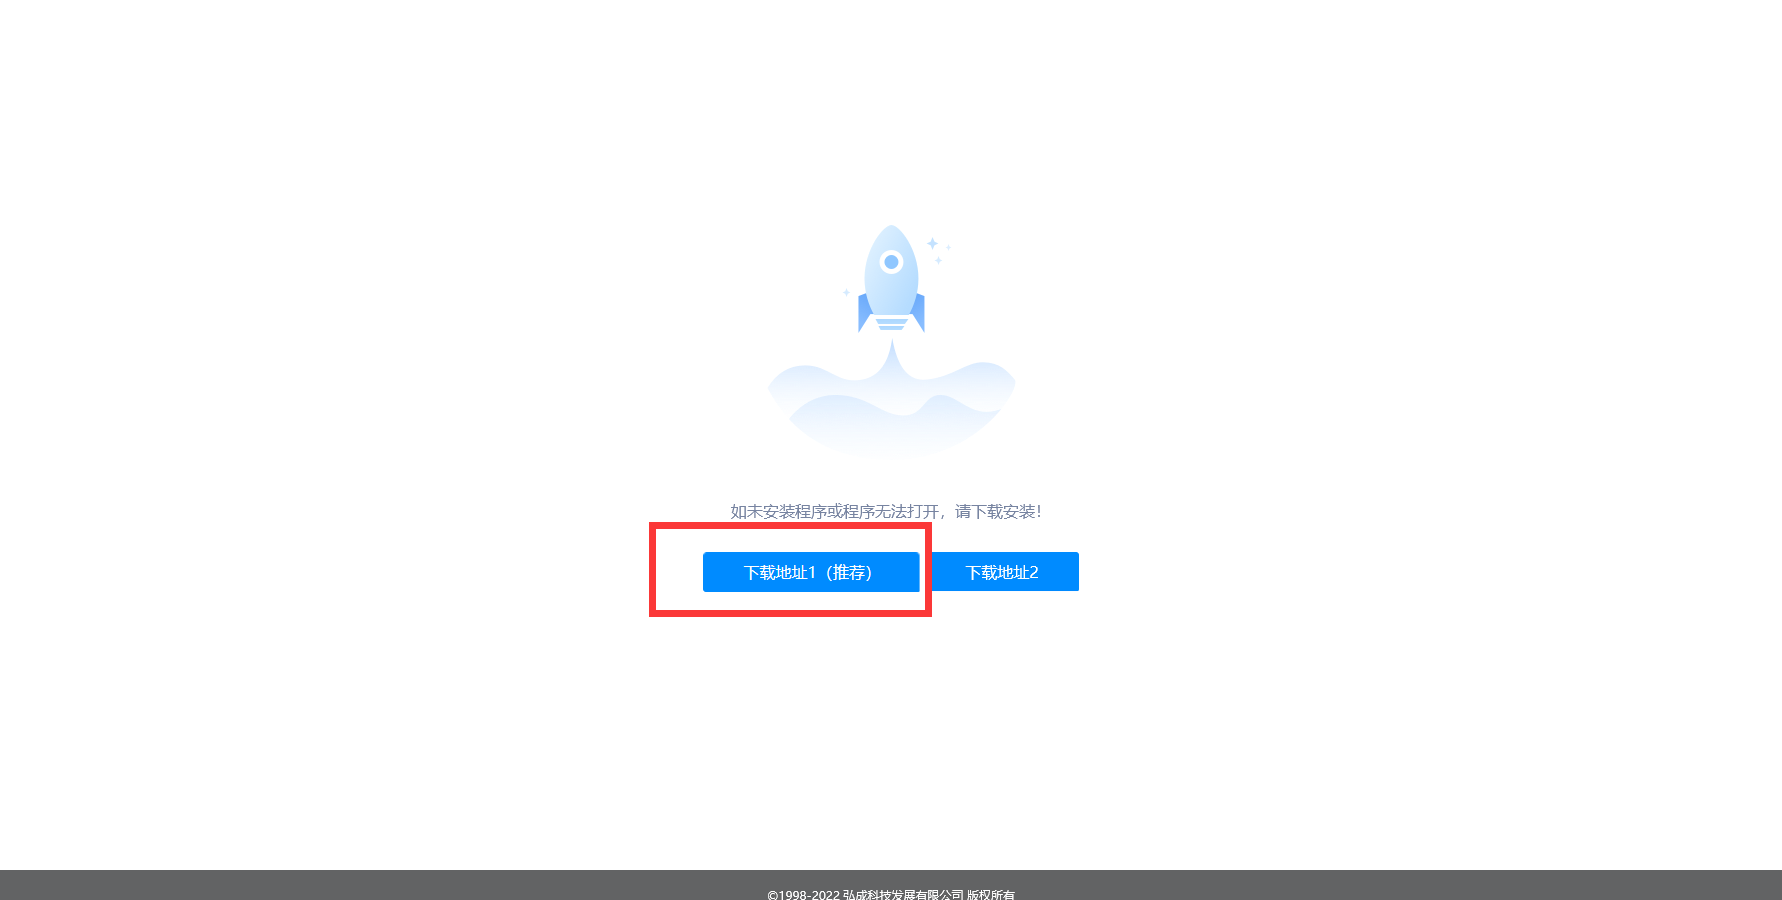 如未安装程序或程序无法打开，请下载安装！
下载地址1（推荐） 下载地址2
©1998-2022 弘成科技发展有限公司 版权所有